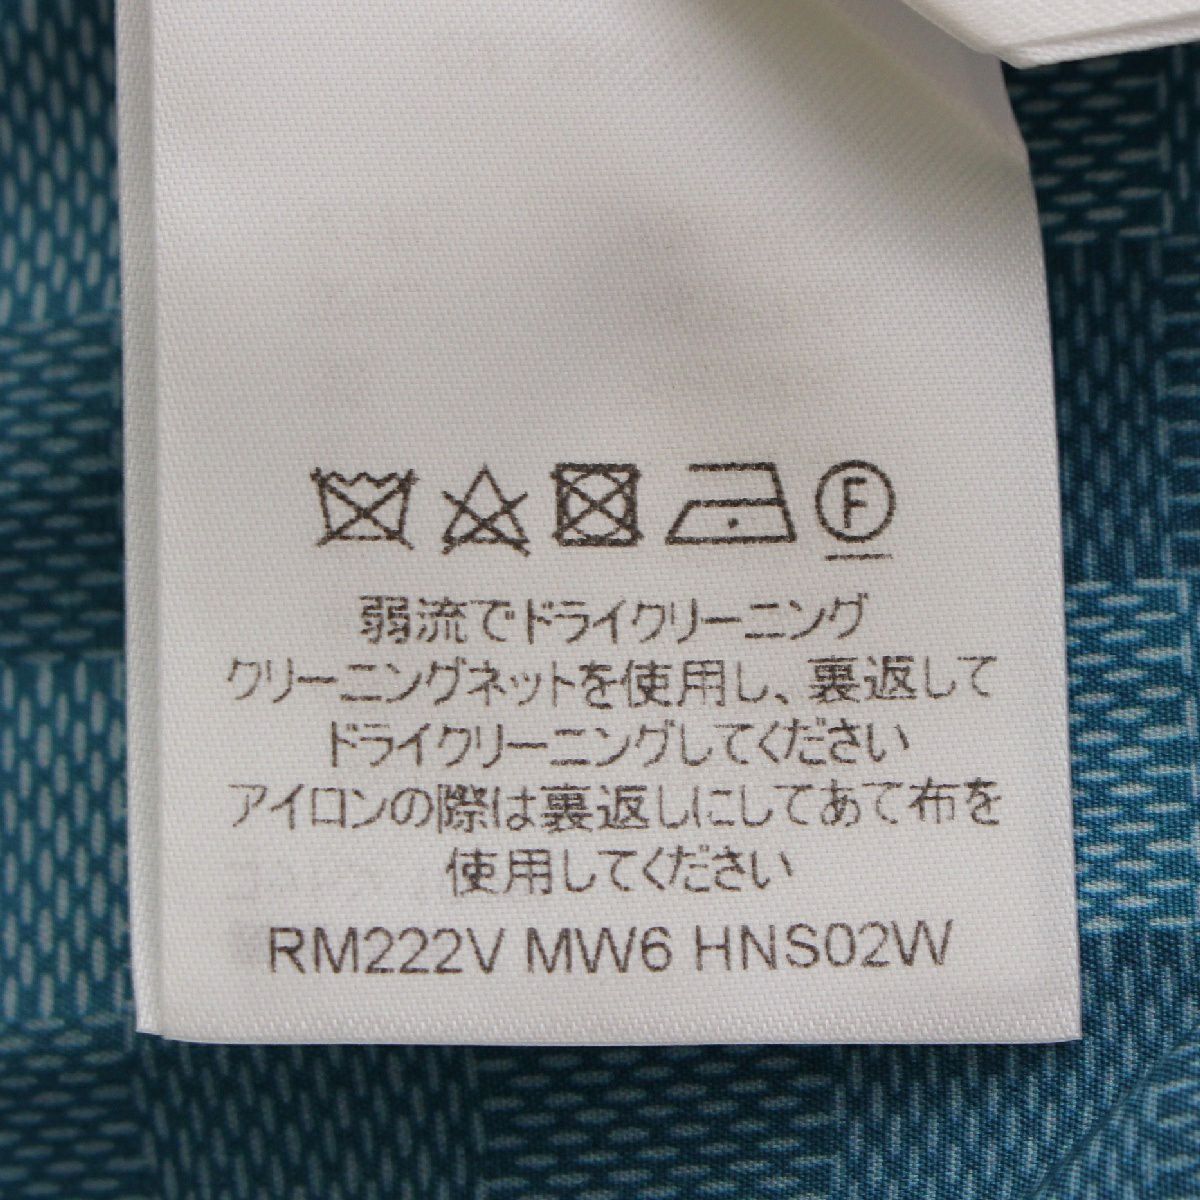 F
弱流でドライクリーニング
クリーニングネットを使用し、裏返して
ドライクリーニングしてください
アイロンの際は裏返しにしてあて布を
使用してください
RM222V MW6 HNS02W